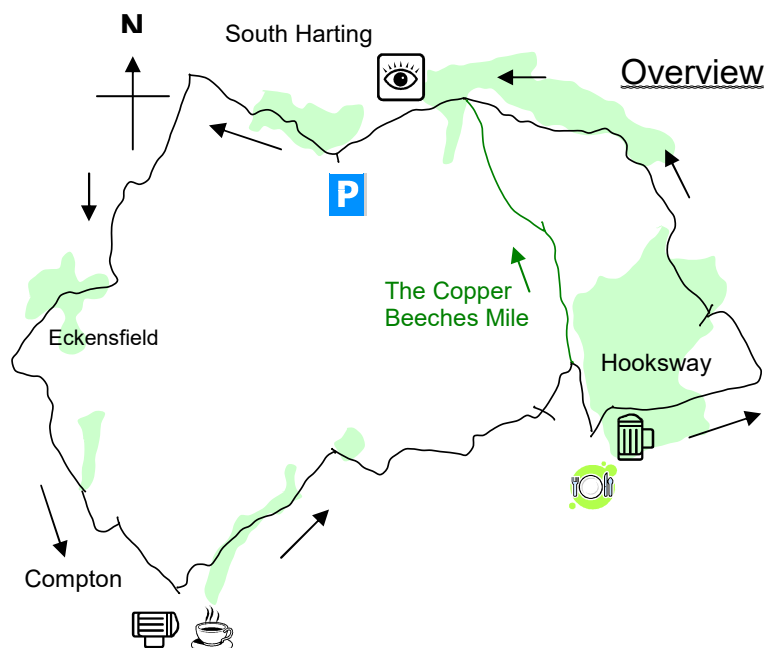 N
South Harting
Overview
P
The Copper
Beeches Mile
Eckensfield
Hooksway
Compton